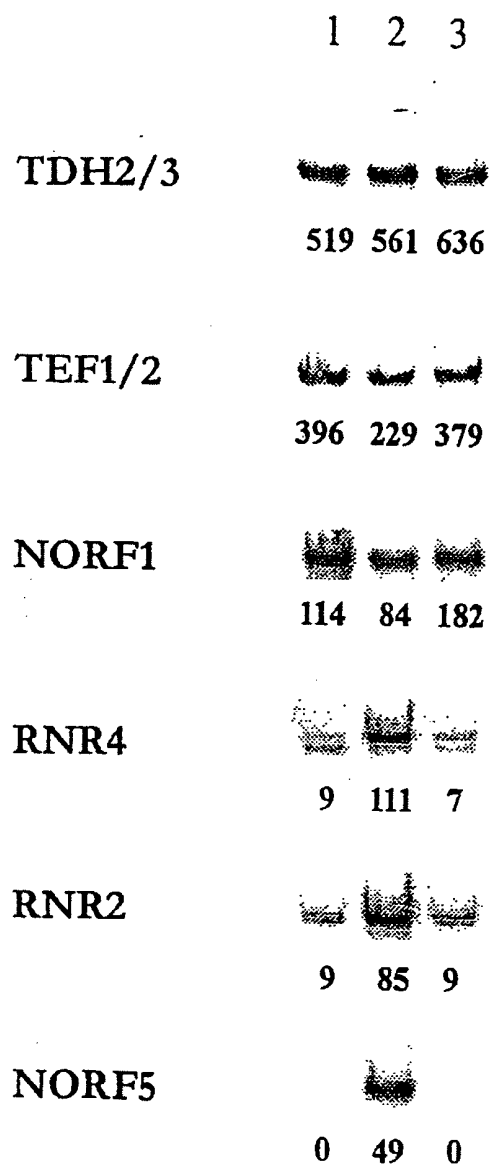 1 2 3
TDH2/3
519 561 636
TEF1/2
396 229 379
NORF1
114 84 182
RNR4
9 111 7
RNR2
9 85 9
NORF5
0 49 0